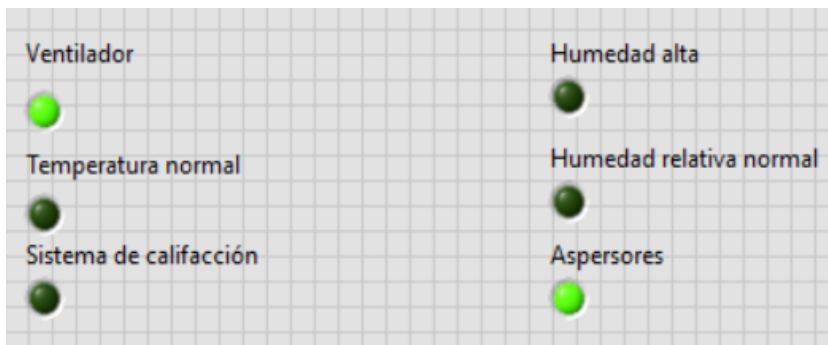 Ventilador
Humedad alta
Temperatura normal
Humedad relativa normal
Sistema de califacción
Aspersores